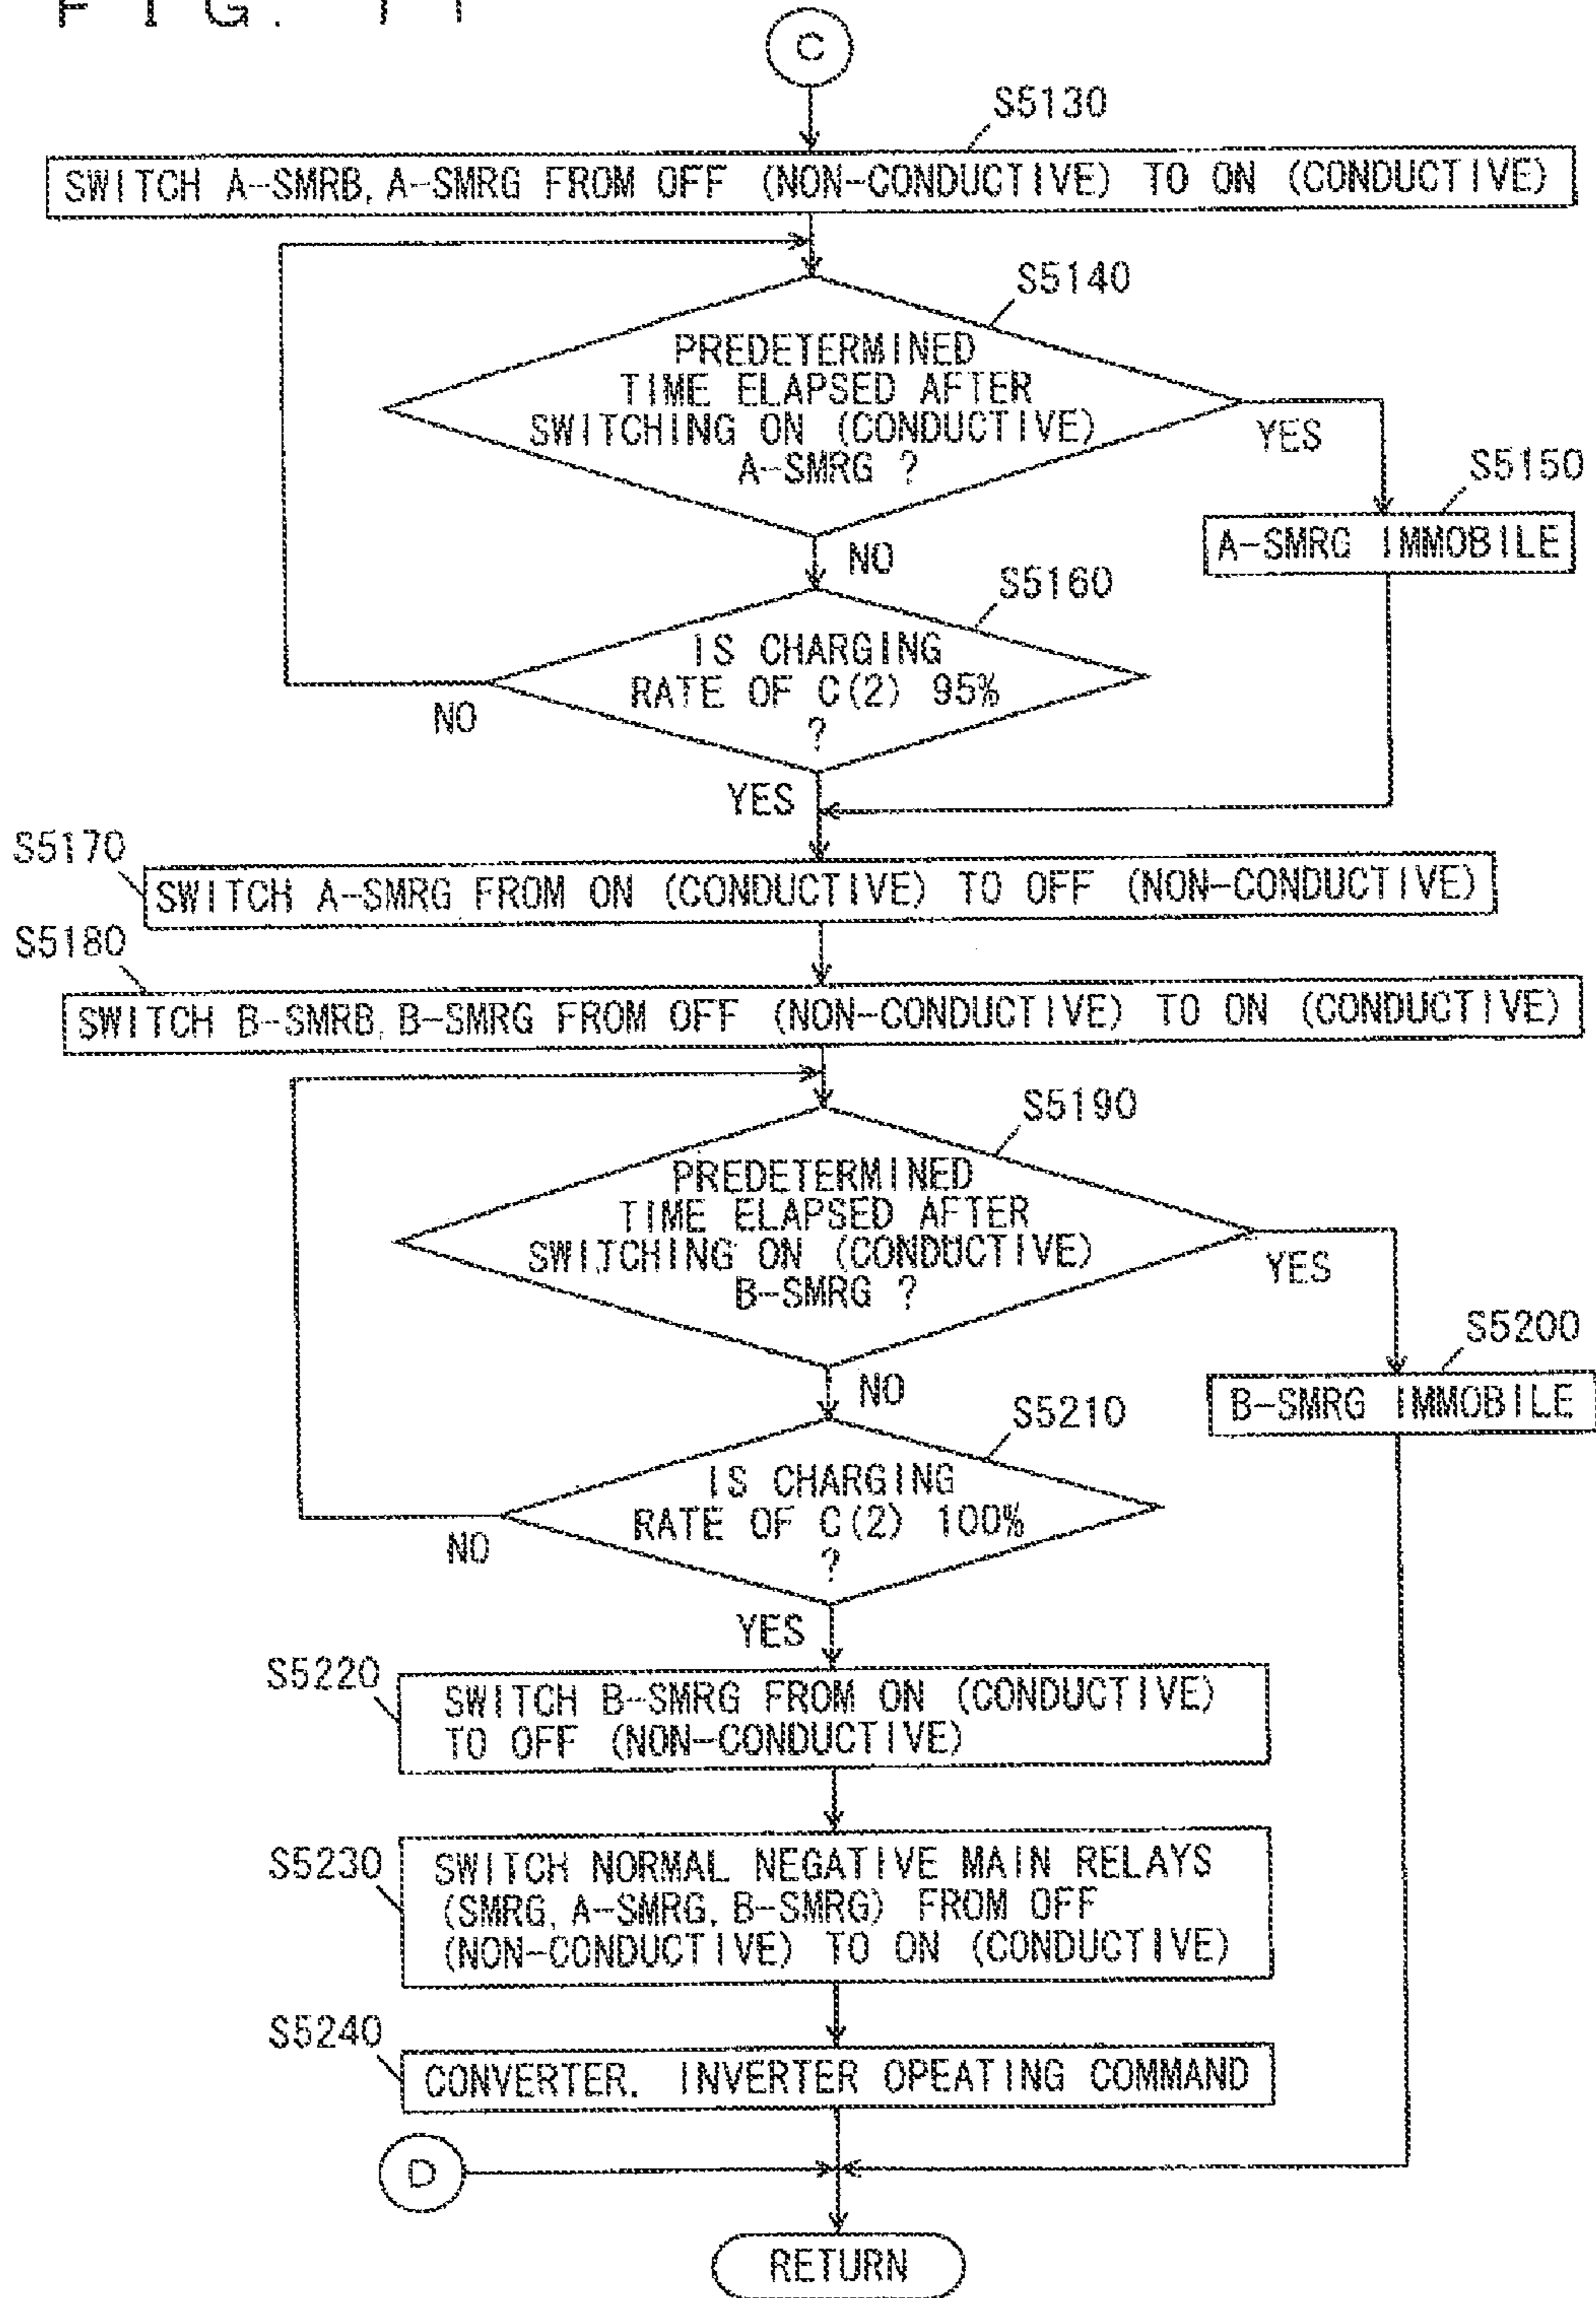 FIG. 11
C
S5130
SWITCH A-SMRB, A-SMRG FROM OFF (NON-CONDUCTIVE) TO ON (CONDUCTIVE)
S5140
PREDETERMINED
TIME ELAPSED AFTER
SWITCHING ON (CONDUCTIVE)
A-SMRG ?
YES
S5150
A-SMRG IMMOBILE
NO
S5160
IS CHARGING
RATE OF C(2) 95%
?
NO
YES
S5170
SWITCH A-SMRG FROM ON (CONDUCTIVE) TO OFF (NON-CONDUCTIVE)
S5180
SWITCH B-SMRB, B-SMRG FROM OFF (NON-CONDUCTIVE) TO ON (CONDUCTIVE)
S5190
PREDETERMINED
TIME ELAPSED AFTER
SWITCHING ON (CONDUCTIVE)
B-SMRG ?
YES
S5200
B-SMRG IMMOBILE
NO
S5210
IS CHARGING
RATE OF C(2) 100%
?
NO
YES
S5220
SWITCH B-SMRG FROM ON (CONDUCTIVE)
TO OFF (NON-CONDUCTIVE)
S5230
SWITCH NORMAL NEGATIVE MAIN RELAYS
(SMRG, A-SMRG, B-SMRG) FROM OFF
(NON-CONDUCTIVE) TO ON (CONDUCTIVE)
S5240
CONVERTER. INVERTER OPEATING COMMAND
D
RETURN